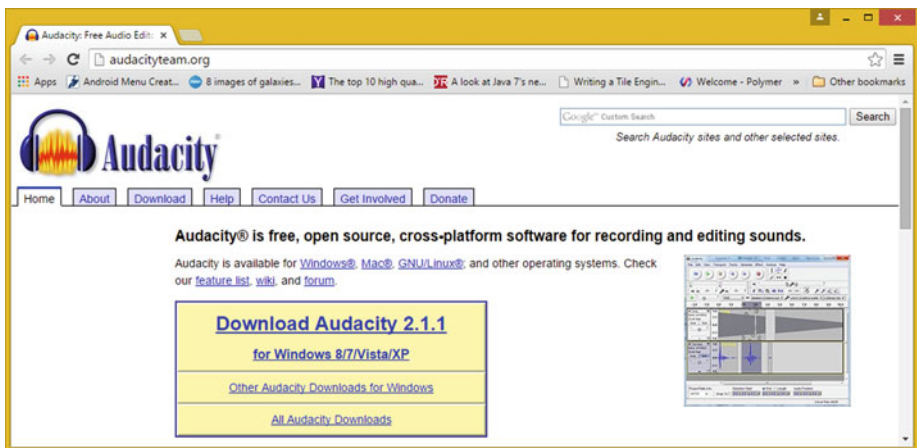 Audacity: Free Audio Edit:
audacityteam.org
Apps Android Menu Creat... 8 images of galaxies... The top 10 high qua... A look at Java 7's ne... Writing a Tile Engin... Welcome - Polymer » Other bookmarks
Audacity®
Google™ Custom Search Search
Search Audacity sites and other selected sites.
Home About Download Help Contact Us Get Involved Donate
Audacity® is free, open source, cross-platform software for recording and editing sounds.
Audacity is available for Windows®, Mac®, GNU/Linux®, and other operating systems. Check
our feature list, wiki, and forum.
Download Audacity 2.1.1
for Windows 8/7/Vista/XP
Other Audacity Downloads for Windows
All Audacity Downloads